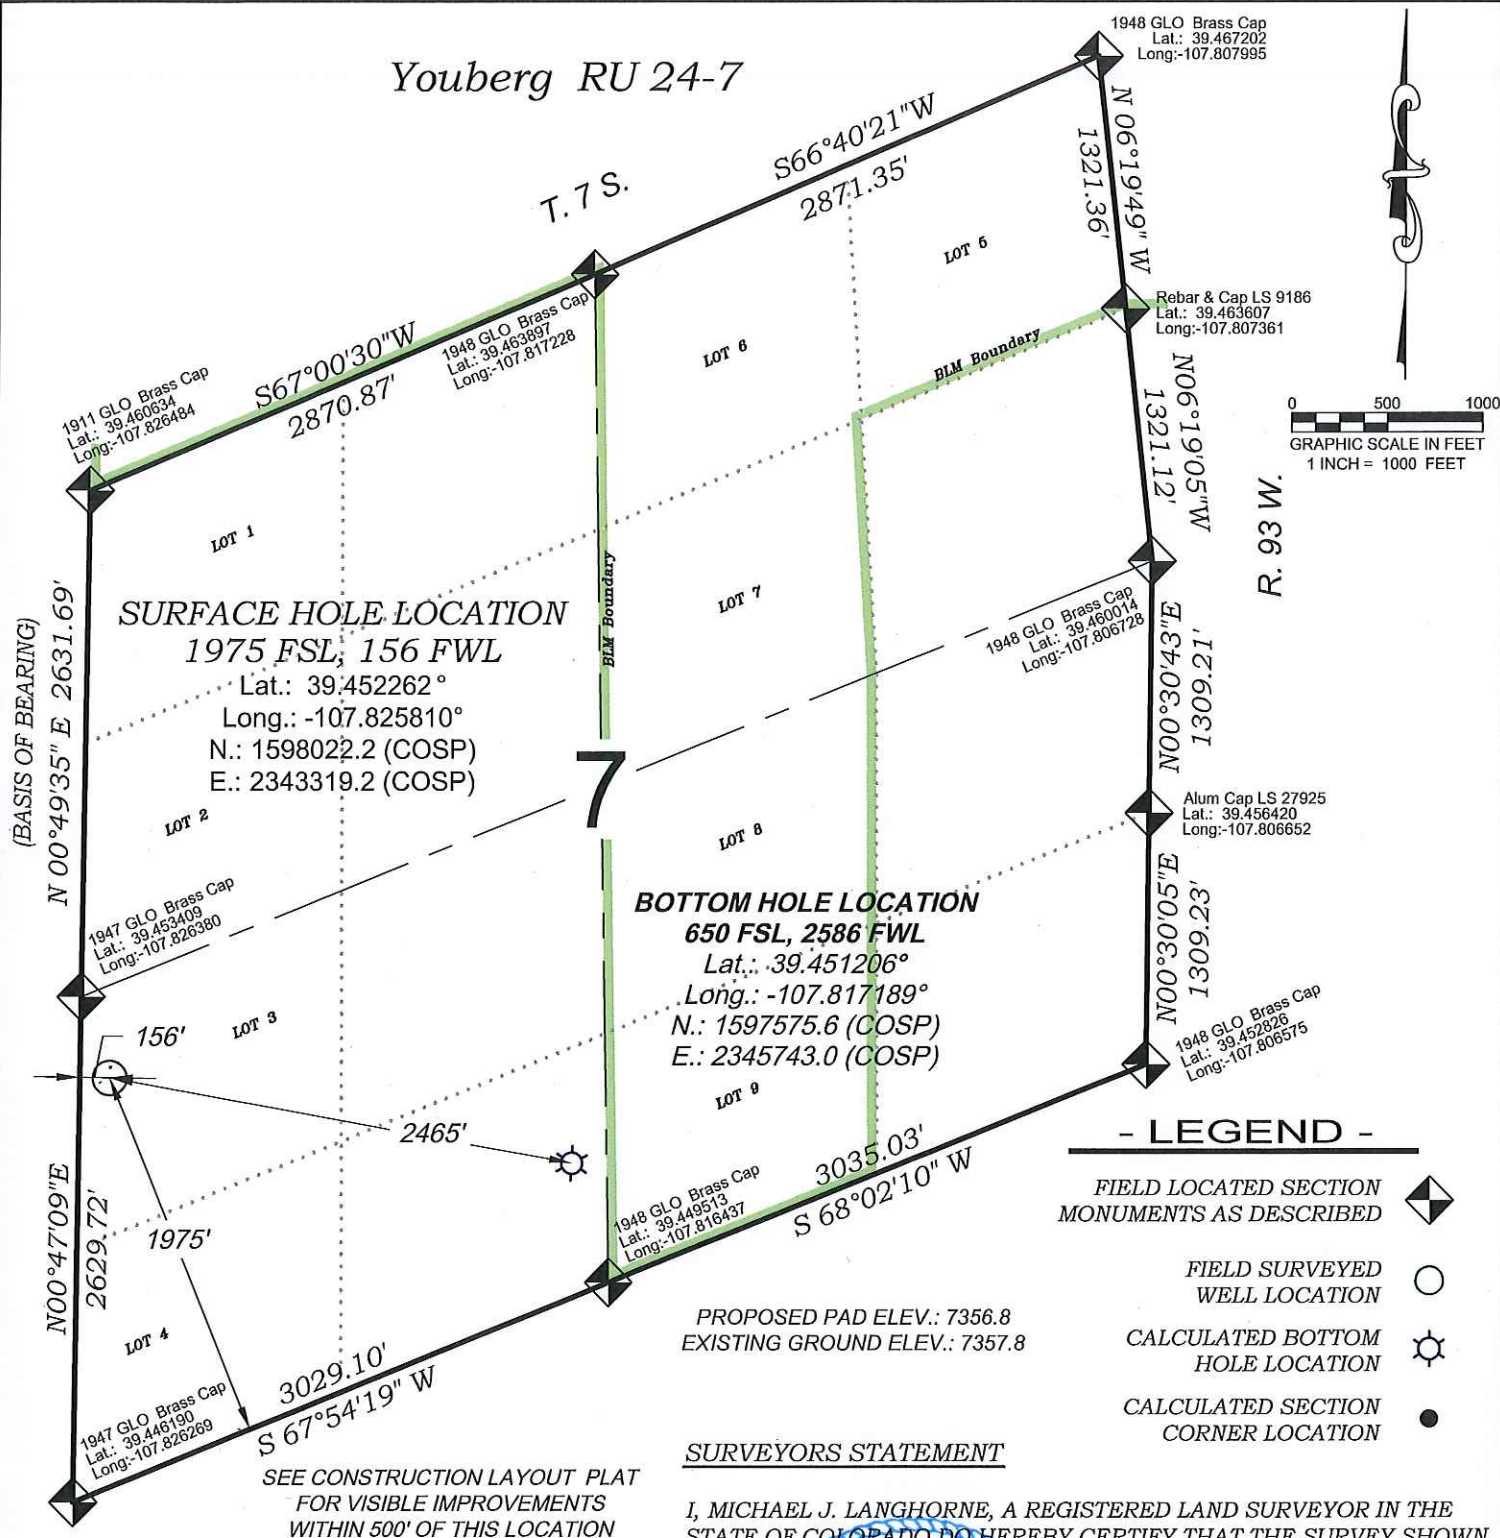 Youberg RU 24-7
1948 GLO Brass Cap
Lat.: 39.467202
Long:-107.807995
T. 7 S.
S66°40'21"W
2871.35'
N 06°19'49" W
1321.36'
LOT 5
1948 GLO Brass Cap
Lat.: 39.463897
Long:-107.817228
S67°00'30"W
2870.87'
1911 GLO Brass Cap
Lat.: 39.460634
Long:-107.826484
LOT 6
BLM Boundary
Rebar & Cap LS 9186
Lat.: 39.463607
Long:-107.807361
N06°19'05"W
1321.12'
0 500 1000
GRAPHIC SCALE IN FEET
1 INCH = 1000 FEET
R. 93 W.
LOT 1
BLM Boundary
LOT 7
SURFACE HOLE LOCATION
1975 FSL, 156 FWL
Lat.: 39.452262°
Long.: -107.825810°
N.: 1598022.2 (COSP)
E.: 2343319.2 (COSP)
(BASIS OF BEARING)
N 00°49'35" E 2631.69'
1948 GLO Brass Cap
Lat.: 39.460014
Long:-107.806728
N00°30'43"E
1309.21'
7
LOT 2
LOT 8
Alum Cap LS 27925
Lat.: 39.456420
Long:-107.806652
BOTTOM HOLE LOCATION
650 FSL, 2586 FWL
Lat.: 39.451206°
Long.: -107.817189°
N.: 1597575.6 (COSP)
E.: 2345743.0 (COSP)
N00°30'05"E
1309.23'
1947 GLO Brass Cap
Lat.: 39.453409
Long:-107.826380
LOT 3
156'
1948 GLO Brass Cap
Lat.: 39.452826
Long:-107.806575
LOT 9
2465'
- LEGEND -
FIELD LOCATED SECTION
MONUMENTS AS DESCRIBED
FIELD SURVEYED
WELL LOCATION
CALCULATED BOTTOM
HOLE LOCATION
CALCULATED SECTION
CORNER LOCATION
1948 GLO Brass Cap
Lat.: 39.449513
Long:-107.816437
3035.03'
S 68°02'10" W
N00°47'09"E
2629.72'
1975'
LOT 4
PROPOSED PAD ELEV.: 7356.8
EXISTING GROUND ELEV.: 7357.8
3029.10'
S 67°54'19" W
1947 GLO Brass Cap
Lat.: 39.446190
Long:-107.826269
SEE CONSTRUCTION LAYOUT PLAT
FOR VISIBLE IMPROVEMENTS
WITHIN 500' OF THIS LOCATION
SURVEYORS STATEMENT
I, MICHAEL J. LANGHORNE, A REGISTERED LAND SURVEYOR IN THE
STATE OF COLORADO DO HEREBY CERTIFY THAT THE SURVEY SHOWN